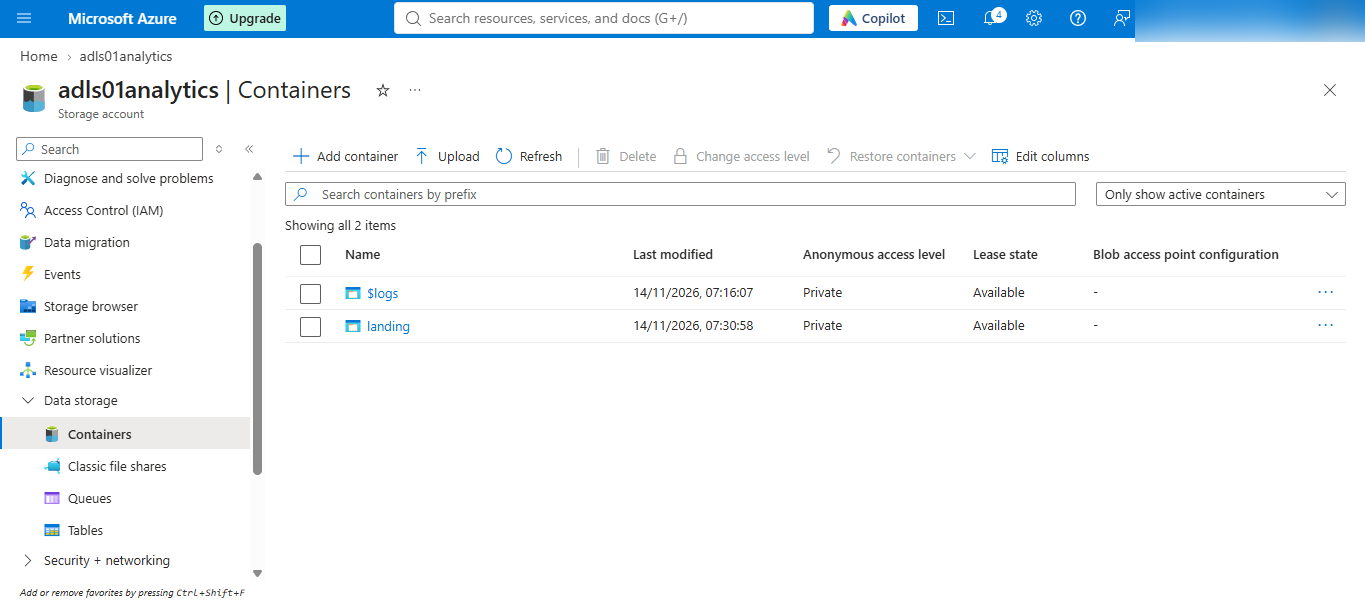 Microsoft Azure
Upgrade
Search resources, services, and docs (G+/)
Copilot
4
Home > adls01analytics
adls01analytics | Containers
Storage account
Search
Diagnose and solve problems
Access Control (IAM)
Data migration
Events
Storage browser
Partner solutions
Resource visualizer
Data storage
Containers
Classic file shares
Queues
Tables
Security + networking
Add or remove favorites by pressing Ctrl+Shift+F
Add container Upload Refresh Delete Change access level Restore containers Edit columns
Search containers by prefix
Only show active containers
Showing all 2 items
Name Last modified Anonymous access level Lease state Blob access point configuration
$logs 14/11/2026, 07:16:07 Private Available -
landing 14/11/2026, 07:30:58 Private Available -